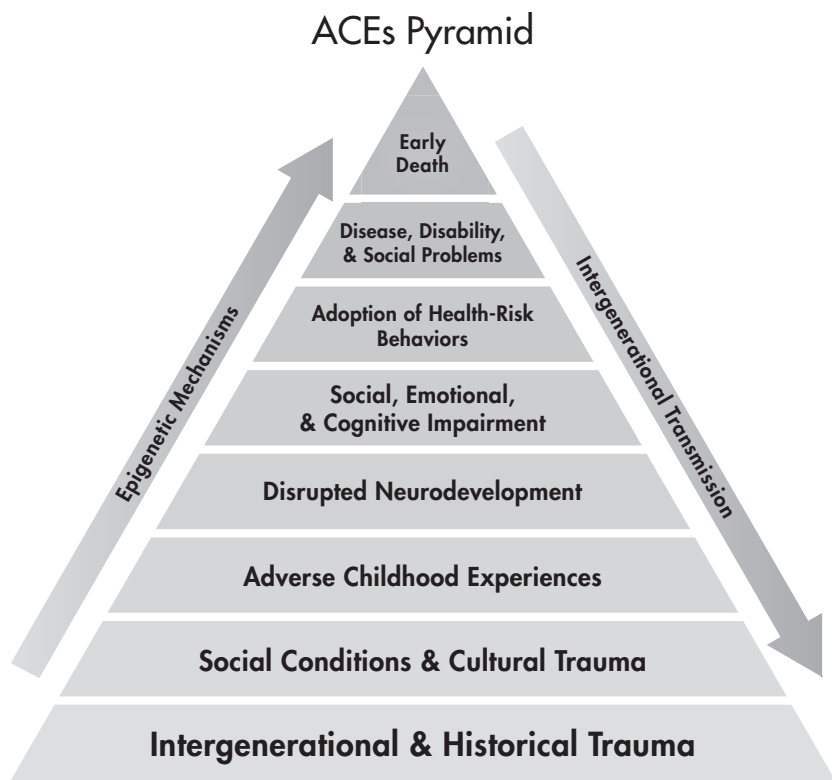 ACEs Pyramid
Early
Death
Disease, Disability,
& Social Problems
Adoption of Health-Risk
Behaviors
Social, Emotional,
& Cognitive Impairment
Disrupted Neurodevelopment
Adverse Childhood Experiences
Social Conditions & Cultural Trauma
Intergenerational & Historical Trauma
Epigenetic Mechanisms
Intergenerational Transmission